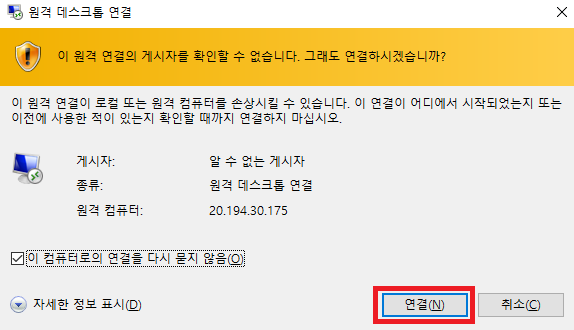 원격 데스크톱 연결
이 원격 연결의 게시자를 확인할 수 없습니다. 그래도 연결하시겠습니까?
이 원격 연결이 로컬 또는 원격 컴퓨터를 손상시킬 수 있습니다. 이 연결이 어디에서 시작되었는지 또는
이전에 사용한 적이 있는지 확인할 때까지 연결하지 마십시오.
게시자: 알 수 없는 게시자
종류: 원격 데스크톱 연결
원격 컴퓨터: 20.194.30.175
이 컴퓨터로의 연결을 다시 묻지 않음(O)
자세한 정보 표시(D) 연결(N) 취소(C)